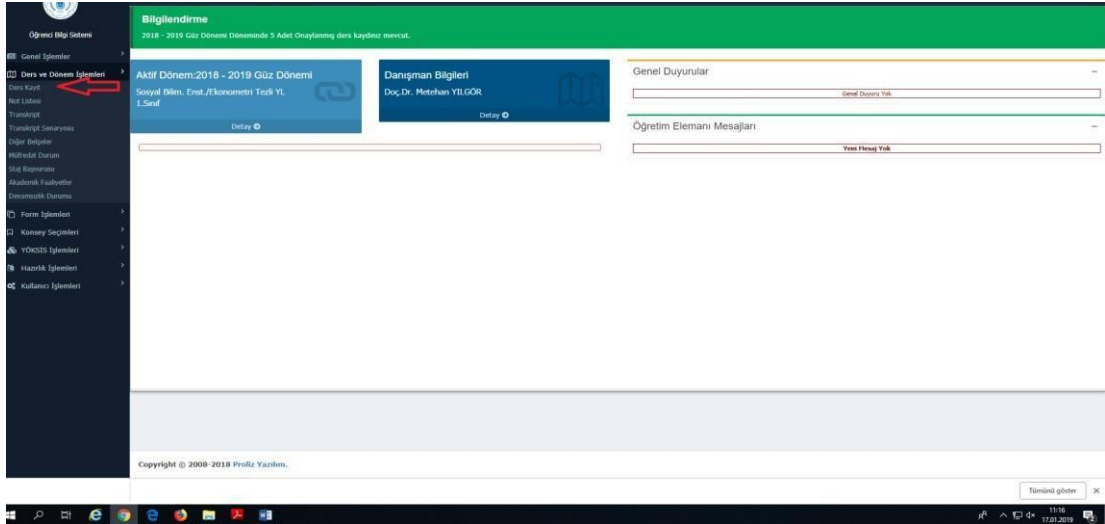 Öğrenci Bilgi Sistemi
Genel İşlemler
Ders ve Dönem İşlemleri
Ders Kayıt
Not Listesi
Transkript
Transkript Senaryosu
Diğer Belgeler
Müfredat Durum
Staj Başvurusu
Akademik Faaliyetler
Devamsızlık Durumu
Form İşlemleri
Konsey Seçimleri
YÖKSİS İşlemleri
Hazırlık İşlemleri
Kullanıcı İşlemleri
Bilgilendirme
2018 - 2019 Güz Dönemi Döneminde 5 Adet Onaylanmış ders kaydınız mevcut.
Aktif Dönem:2018 - 2019 Güz Dönemi
Sosyal Bilim. Enst./Ekonometri Tezli YL
1.Sınıf
Detay
Danışman Bilgileri
Doç.Dr. Metehan YILGÖR
Detay
Genel Duyurular
Genel Duyuru Yok
Öğretim Elemanı Mesajları
Yeni Mesaj Yok
Copyright © 2008-2018 Proliz Yazılım.
Tümünü göster
11:16
17.01.2019